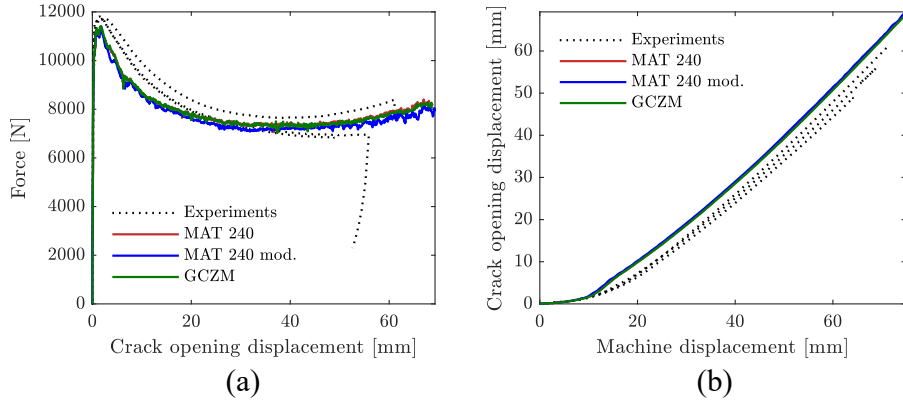 12000
10000
8000
6000
4000
2000
0
Force [N]
Experiments
MAT 240
MAT 240 mod.
GCZM
0
20
40
60
Crack opening displacement [mm]
(a)
60
50
40
30
20
10
0
Crack opening displacement [mm]
Experiments
MAT 240
MAT 240 mod.
GCZM
0
20
40
60
Machine displacement [mm]
(b)